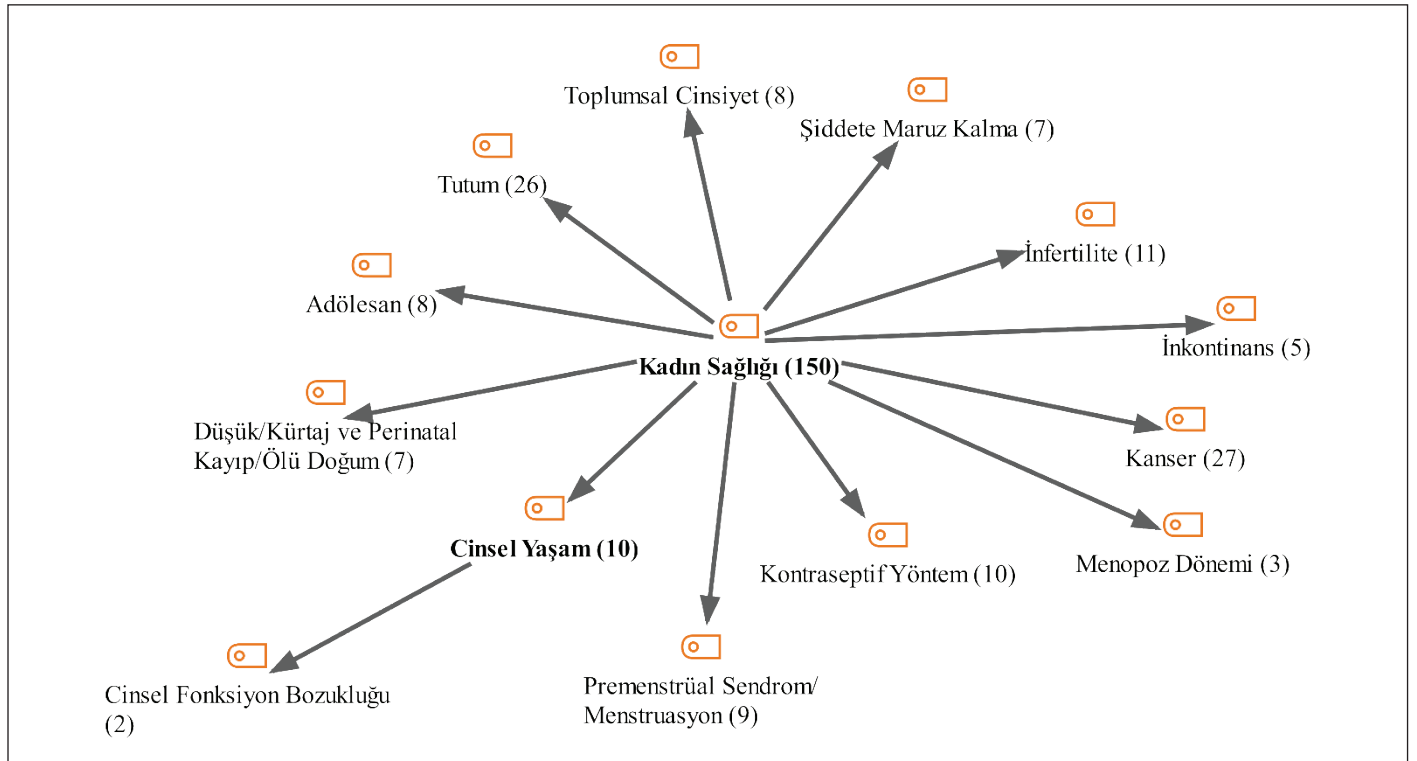 Toplumsal Cinsiyet (8)
Şiddete Maruz Kalma (7)
Tutum (26)
İnfertilite (11)
Adölesan (8)
İnkontinans (5)
Kadın Sağlığı (150)
Düşük/Kürtaj ve Perinatal
Kayıp/Ölü Doğum (7)
Kanser (27)
Cinsel Yaşam (10)
Kontraseptif Yöntem (10)
Menopoz Dönemi (3)
Cinsel Fonksiyon Bozukluğu
(2)
Premenstrüal Sendrom/
Menstruasyon (9)